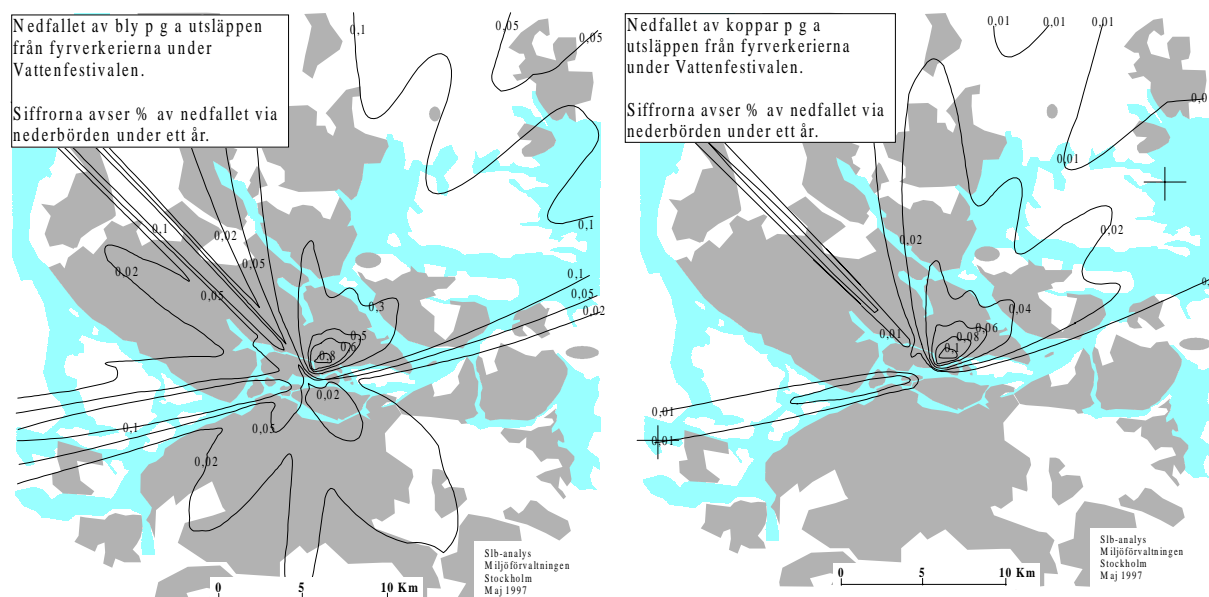 Nedfallet av bly p g a utsläppen
från fyrverkerierna under
Vattenfestivalen.
Siffrorna avser % av nedfallet via
nederbörden under ett år.
0,1
0,05
0,05
0,1
0,02
0,05
0,02
0,05
0,1
0,1
0,05
0,02
0,3
0,5
0,6
0,8
0,02
0,05
0,1
0,02
Slb-analys
Miljöförvaltningen
Stockholm
Maj 1997
0 5 10 Km
Nedfallet av koppar p g a
utsläppen från fyrverkerierna
under Vattenfestivalen.
Siffrorna avser % av nedfallet via
nederbörden under ett år.
0,01
0,01
0,01
0,01
0,02
0,02
0,01
0,04
0,06
0,08
0,1
0,01
0,01
Slb-analys
Miljöförvaltningen
Stockholm
Maj 1997
0 5 10 Km